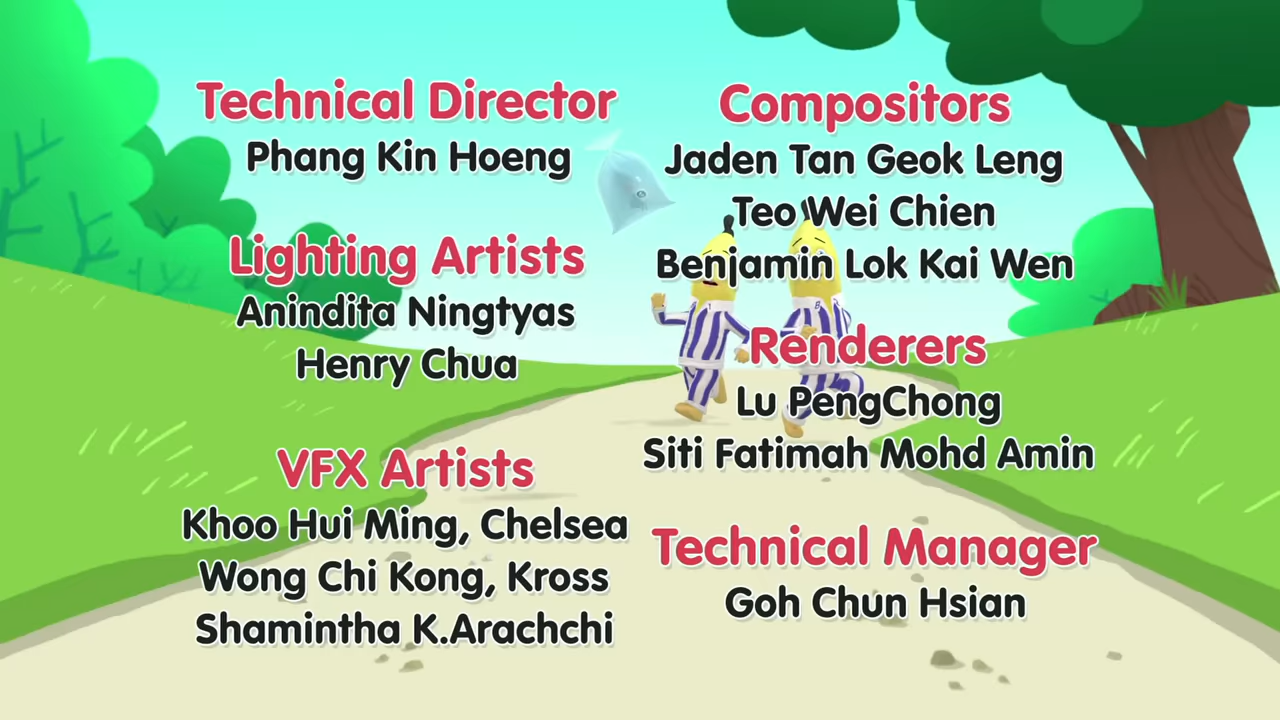 Technical Director
Phang Kin Hoeng
Lighting Artists
Anindita Ningtyas
Henry Chua
VFX Artists
Khoo Hui Ming, Chelsea
Wong Chi Kong, Kross
Shamintha K.Arachchi
Compositors
Jaden Tan Geok Leng
Teo Wei Chien
Benjamin Lok Kai Wen
Renderers
Lu PengChong
Siti Fatimah Mohd Amin
Technical Manager
Goh Chun Hsian